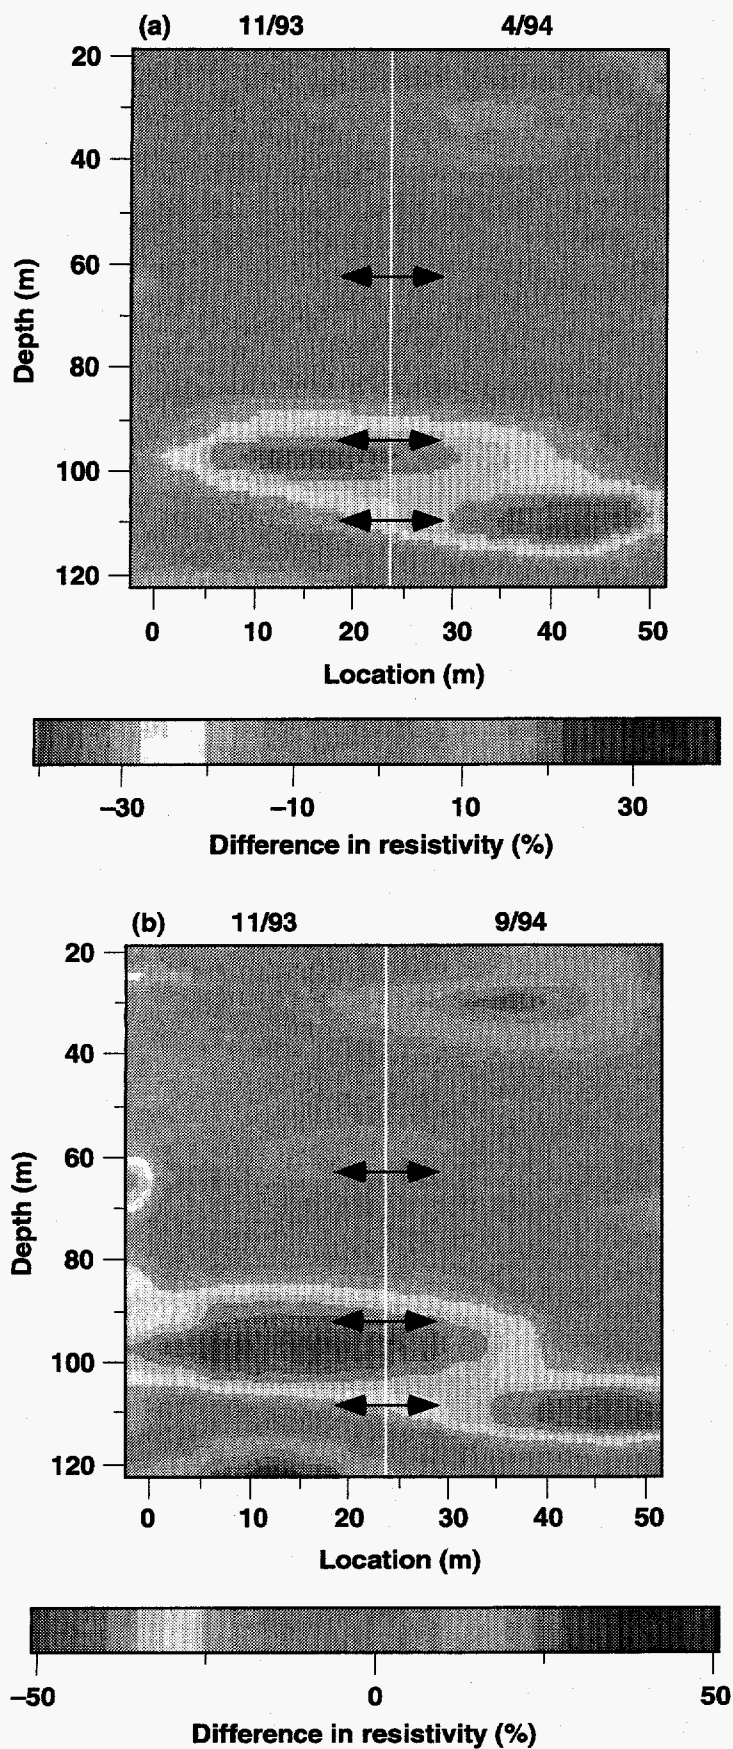 (a) 11/93 4/94
20
40
60
80
100
120
Depth (m)
0 10 20 30 40 50
Location (m)
–30 –10 10 30
Difference in resistivity (%)
(b) 11/93 9/94
20
40
60
80
100
120
Depth (m)
0 10 20 30 40 50
Location (m)
–50 0 50
Difference in resistivity (%)